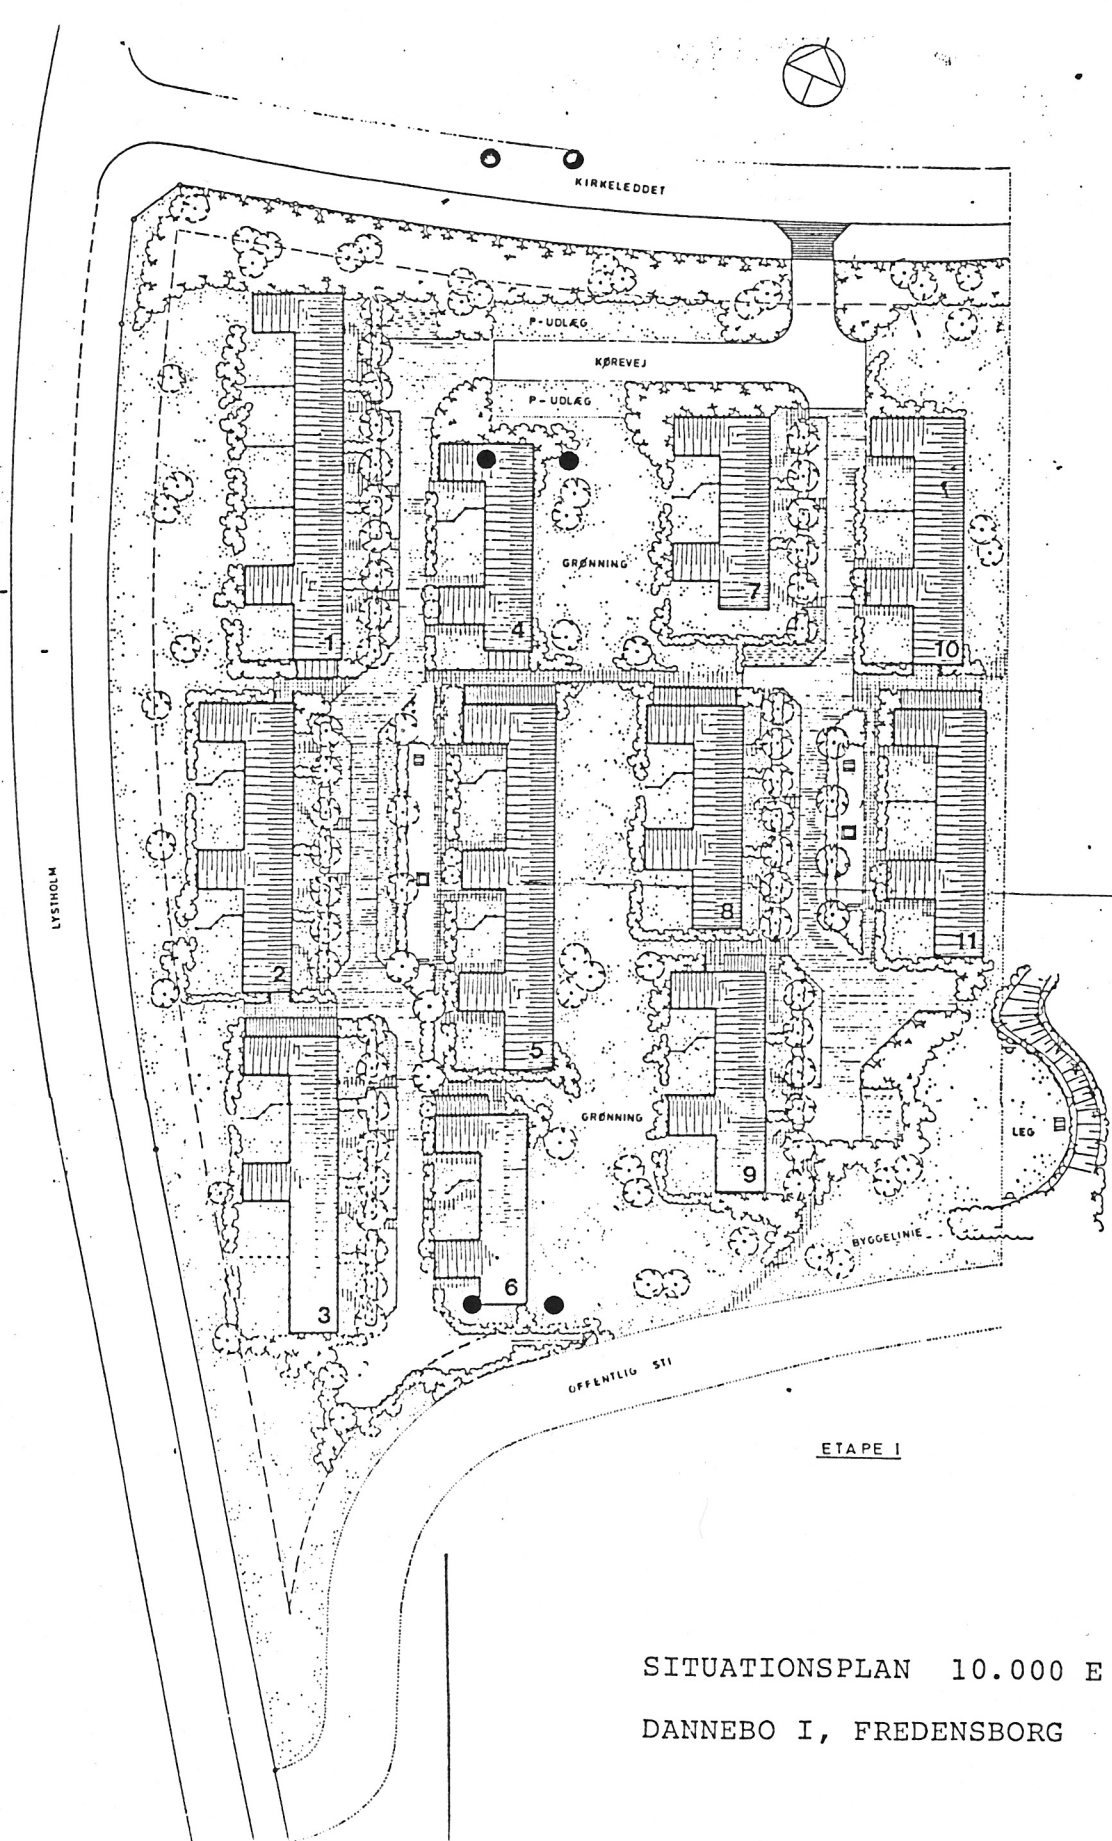 KIRKELEDDET
P-UDLÆG
KØREVEJ
P-UDLÆG
GRØNNING
1
4
7
10
LYSTHOLM
2
5
8
11
GRØNNING
LEG
9
BYGGELINIE
3
6
OFFENTLIG STI
ETAPE I
SITUATIONSPLAN 10.000 E
DANNEBO I, FREDENSBORG